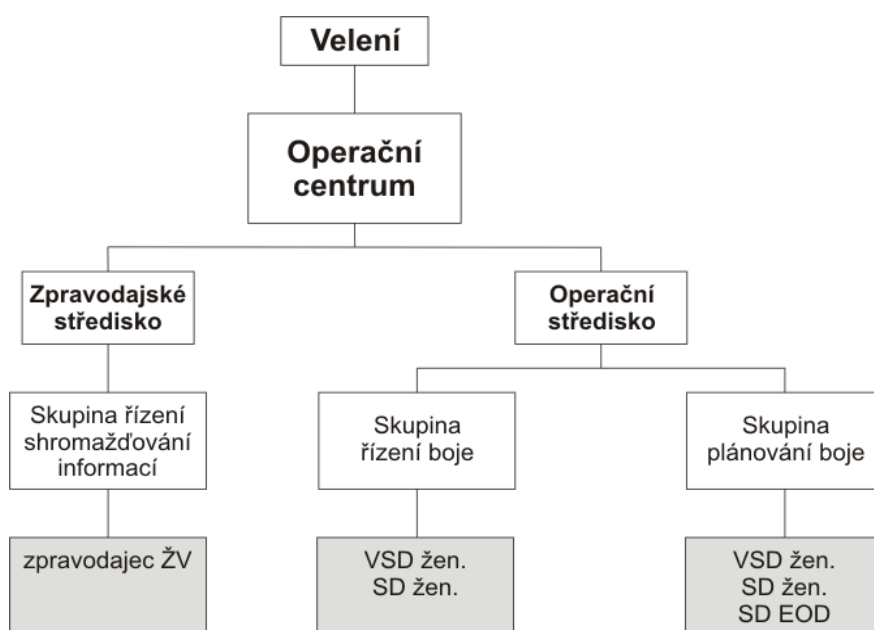 Velení
Operační
centrum
Zpravodajské
středisko
Operační
středisko
Skupina řízení
shromažďování
informací
Skupina
řízení boje
Skupina
plánování boje
zpravodajec ŽV
VSD žen.
SD žen.
VSD žen.
SD žen.
SD EOD